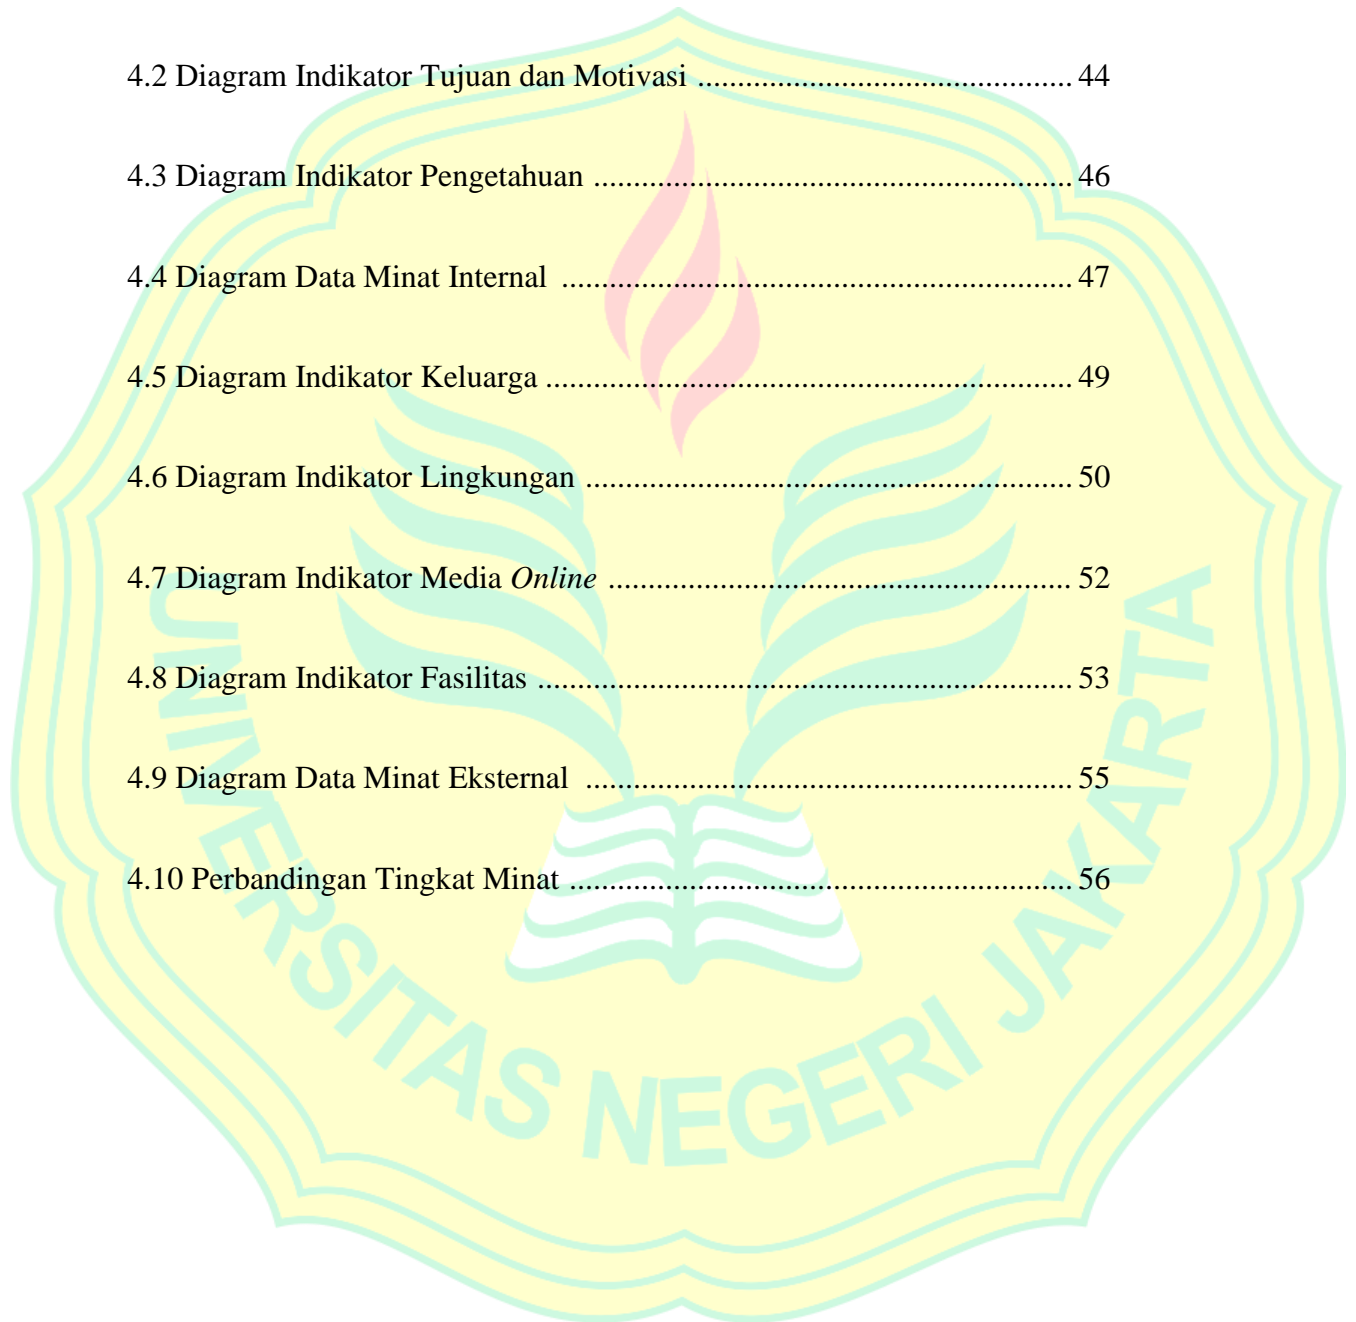 4.2 Diagram Indikator Tujuan dan Motivasi ............................................... 44
4.3 Diagram Indikator Pengetahuan ............................................................ 46
4.4 Diagram Data Minat Internal ................................................................ 47
4.5 Diagram Indikator Keluarga .................................................................. 49
4.6 Diagram Indikator Lingkungan ............................................................. 50
4.7 Diagram Indikator Media Online .......................................................... 52
4.8 Diagram Indikator Fasilitas ................................................................... 53
4.9 Diagram Data Minat Eksternal ............................................................. 55
4.10 Perbandingan Tingkat Minat ............................................................... 56
UNIVERSITAS NEGERI JAKARTA